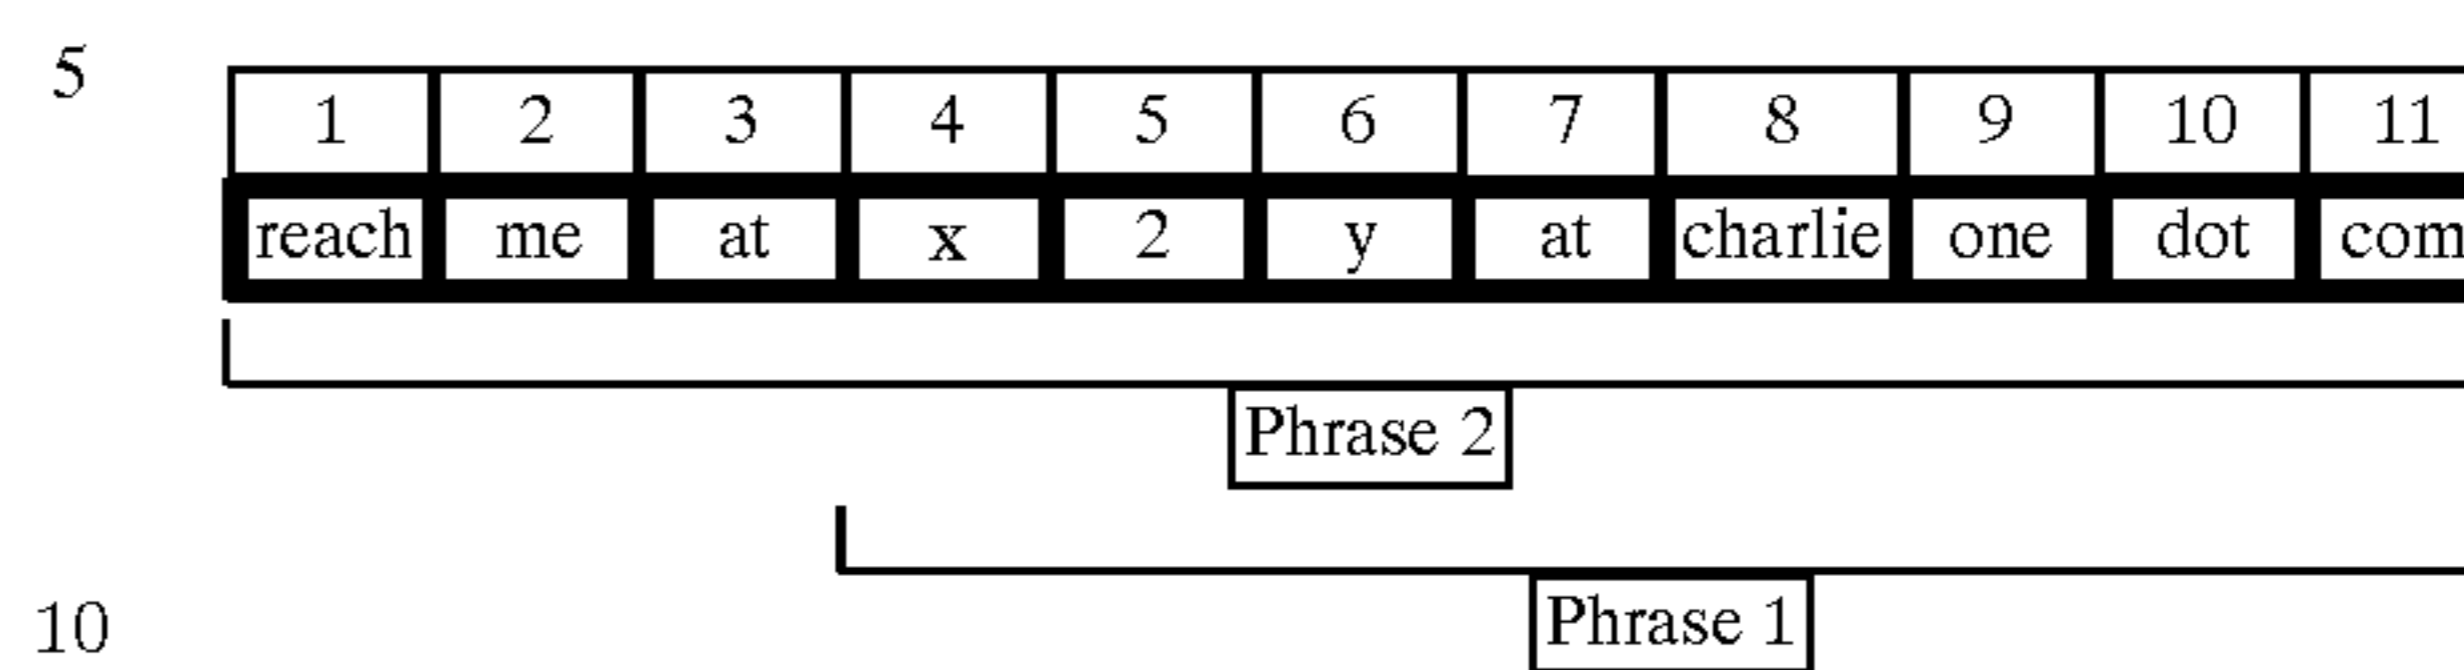 5
1 2 3 4 5 6 7 8 9 10 11
reach me at x 2 y at charlie one dot com
Phrase 2
Phrase 1
10